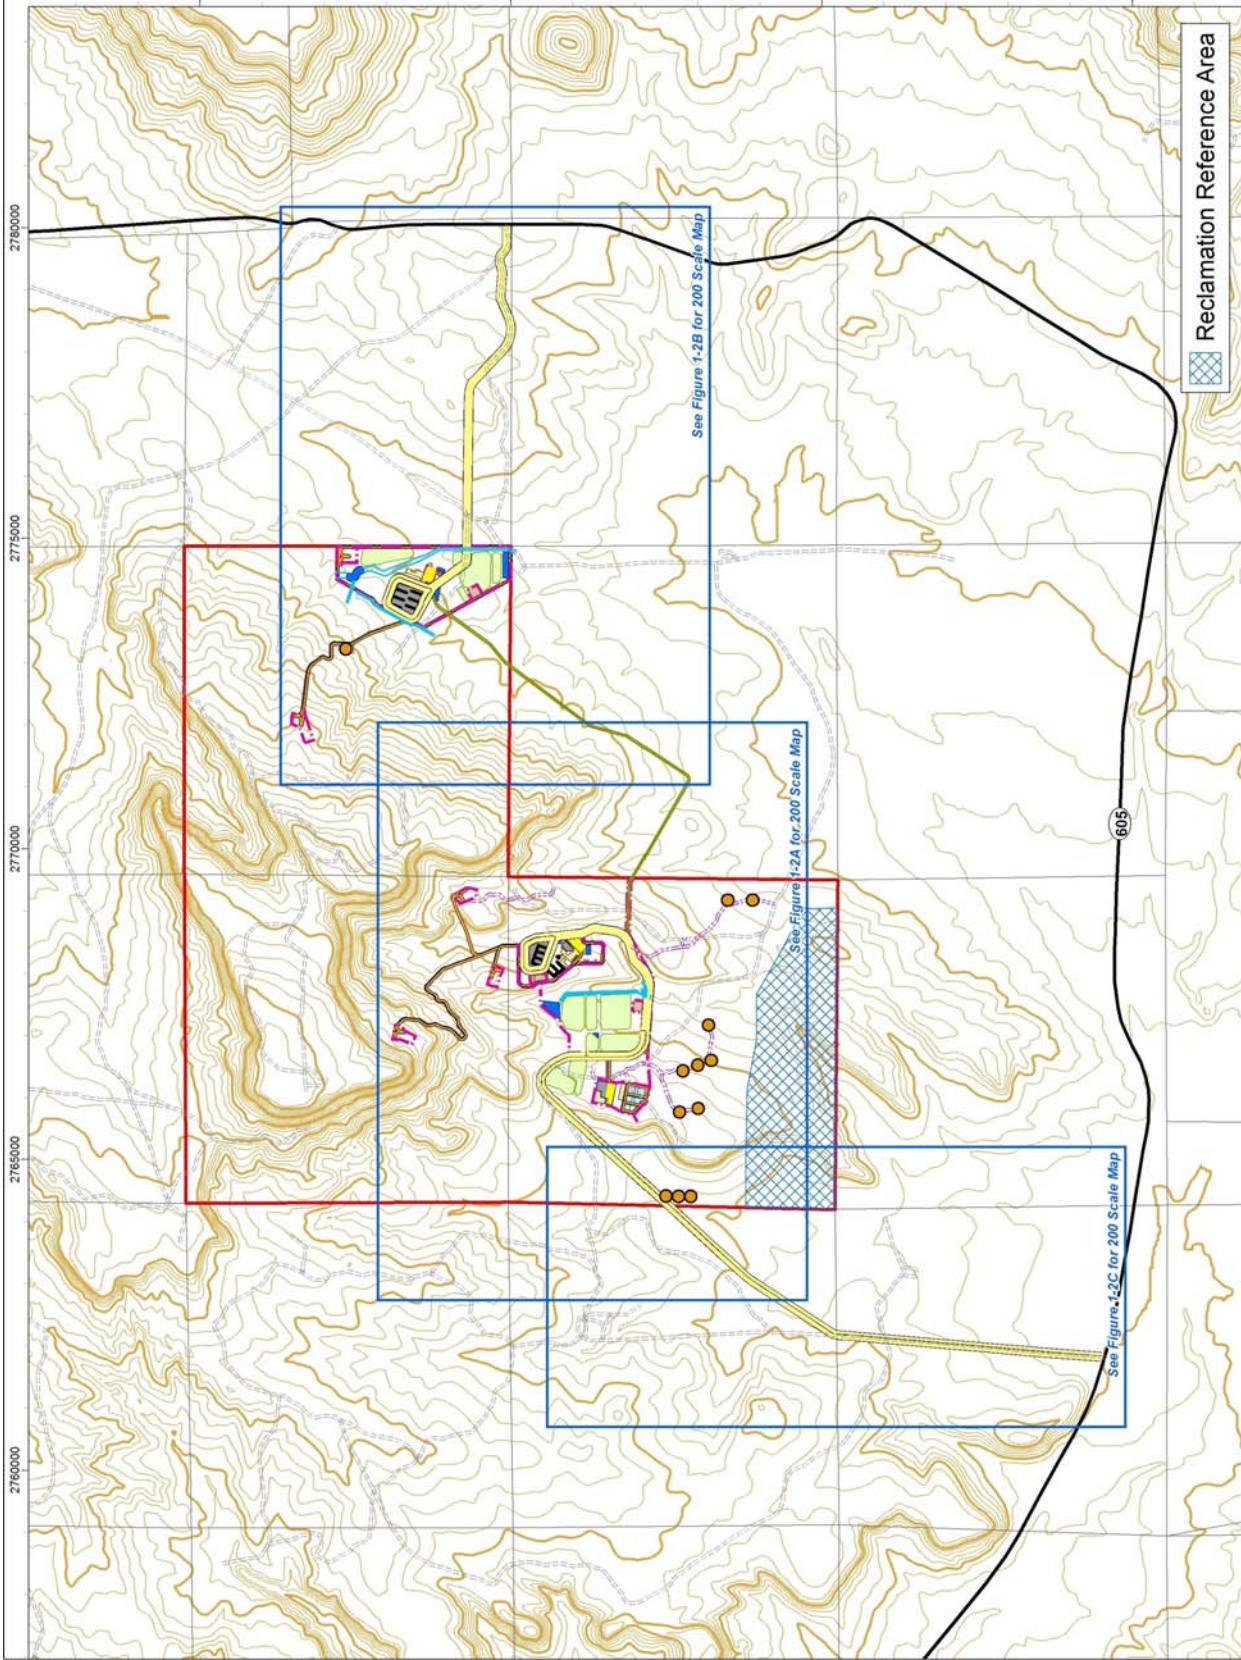 2760000
2765000
2770000
2775000
2780000
See Figure 1-2B for 200 Scale Map
See Figure 1-2A for 200 Scale Map
See Figure 1-2C for 200 Scale Map
605
Reclamation Reference Area